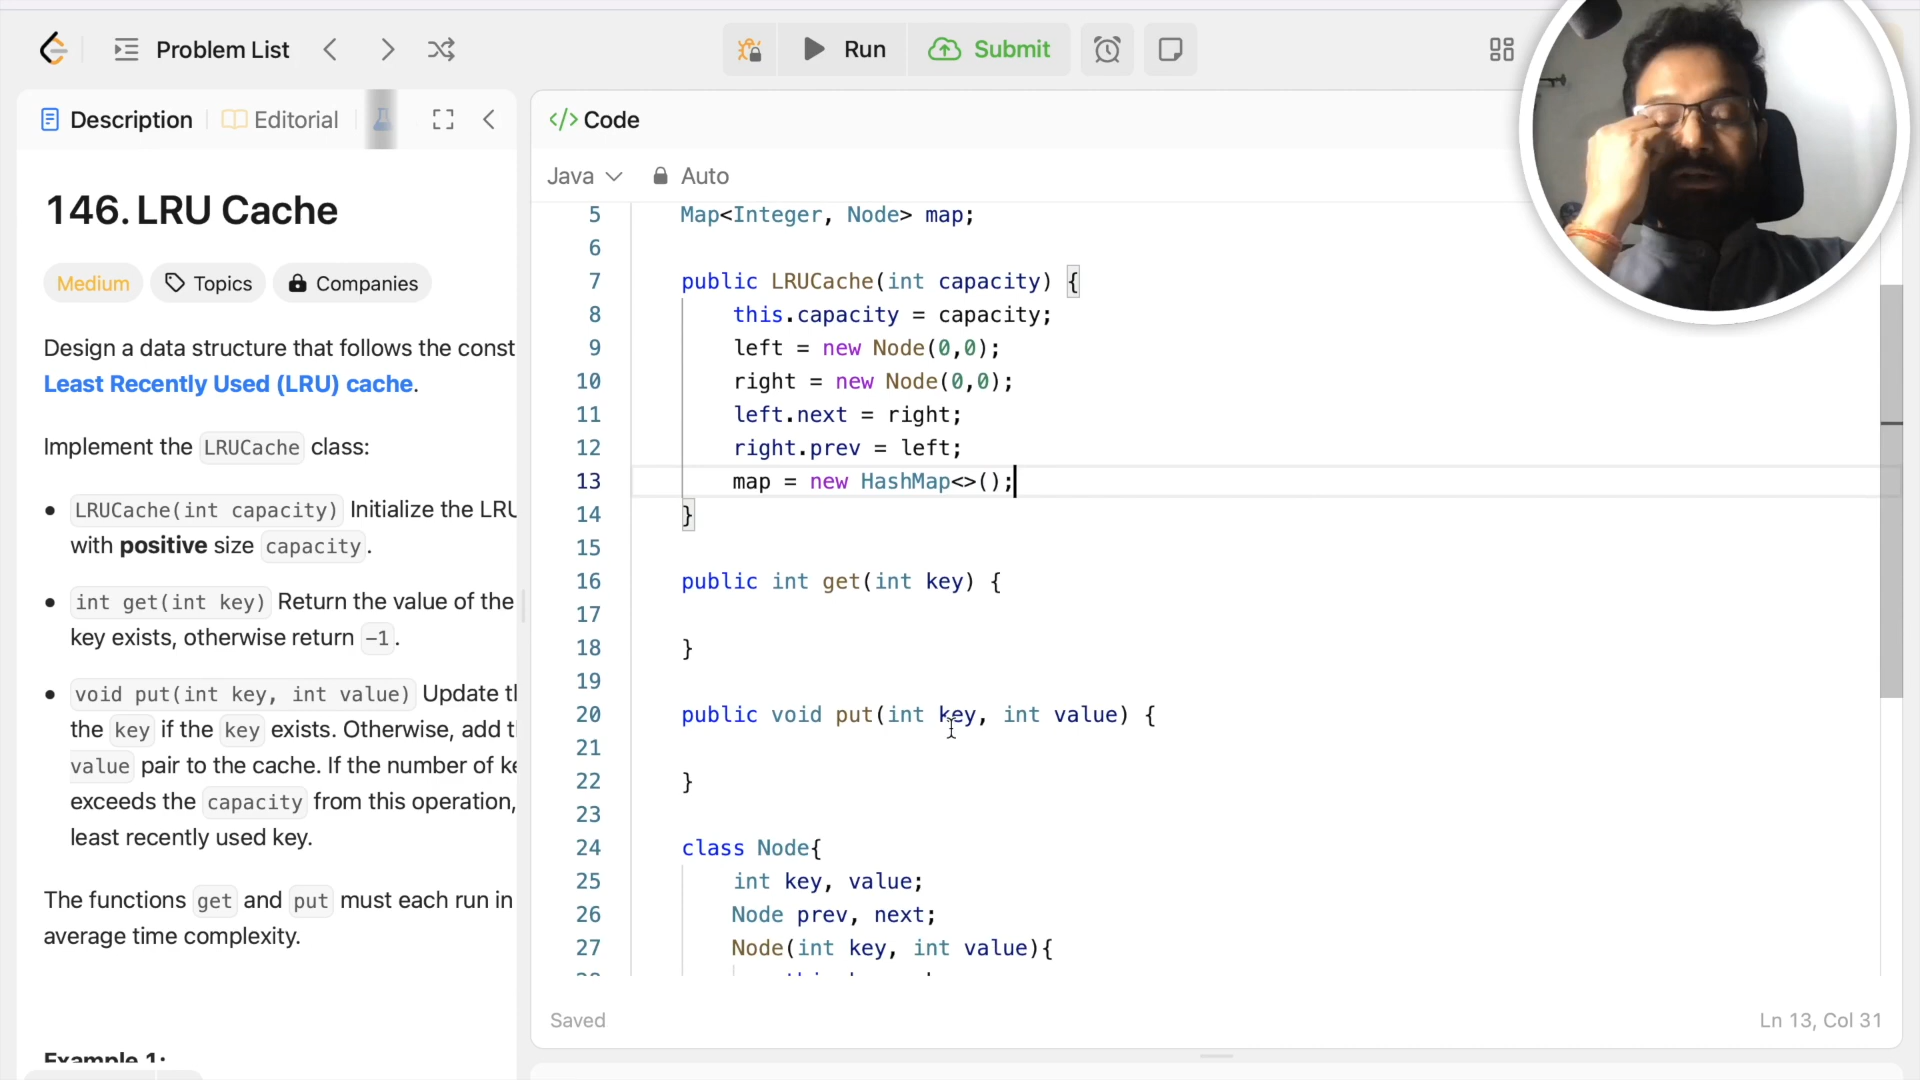 Problem List
Run
Submit
Description
Editorial
Code
Java
Auto
146. LRU Cache
Medium
Topics
Companies
Design a data structure that follows the const
Least Recently Used (LRU) cache.
Implement the LRUCache class:
LRUCache(int capacity) Initialize the LRU
with positive size capacity.
int get(int key) Return the value of the
key exists, otherwise return -1.
void put(int key, int value) Update th
the key if the key exists. Otherwise, add t
value pair to the cache. If the number of ke
exceeds the capacity from this operation,
least recently used key.
The functions get and put must each run in
average time complexity.
Example 1:
5 Map<Integer, Node> map;
6
7 public LRUCache(int capacity) {
8 this.capacity = capacity;
9 left = new Node(0,0);
10 right = new Node(0,0);
11 left.next = right;
12 right.prev = left;
13 map = new HashMap<>();
14 }
15
16 public int get(int key) {
17
18 }
19
20 public void put(int key, int value) {
21
22 }
23
24 class Node{
25 int key, value;
26 Node prev, next;
27 Node(int key, int value){
Saved
Ln 13, Col 31